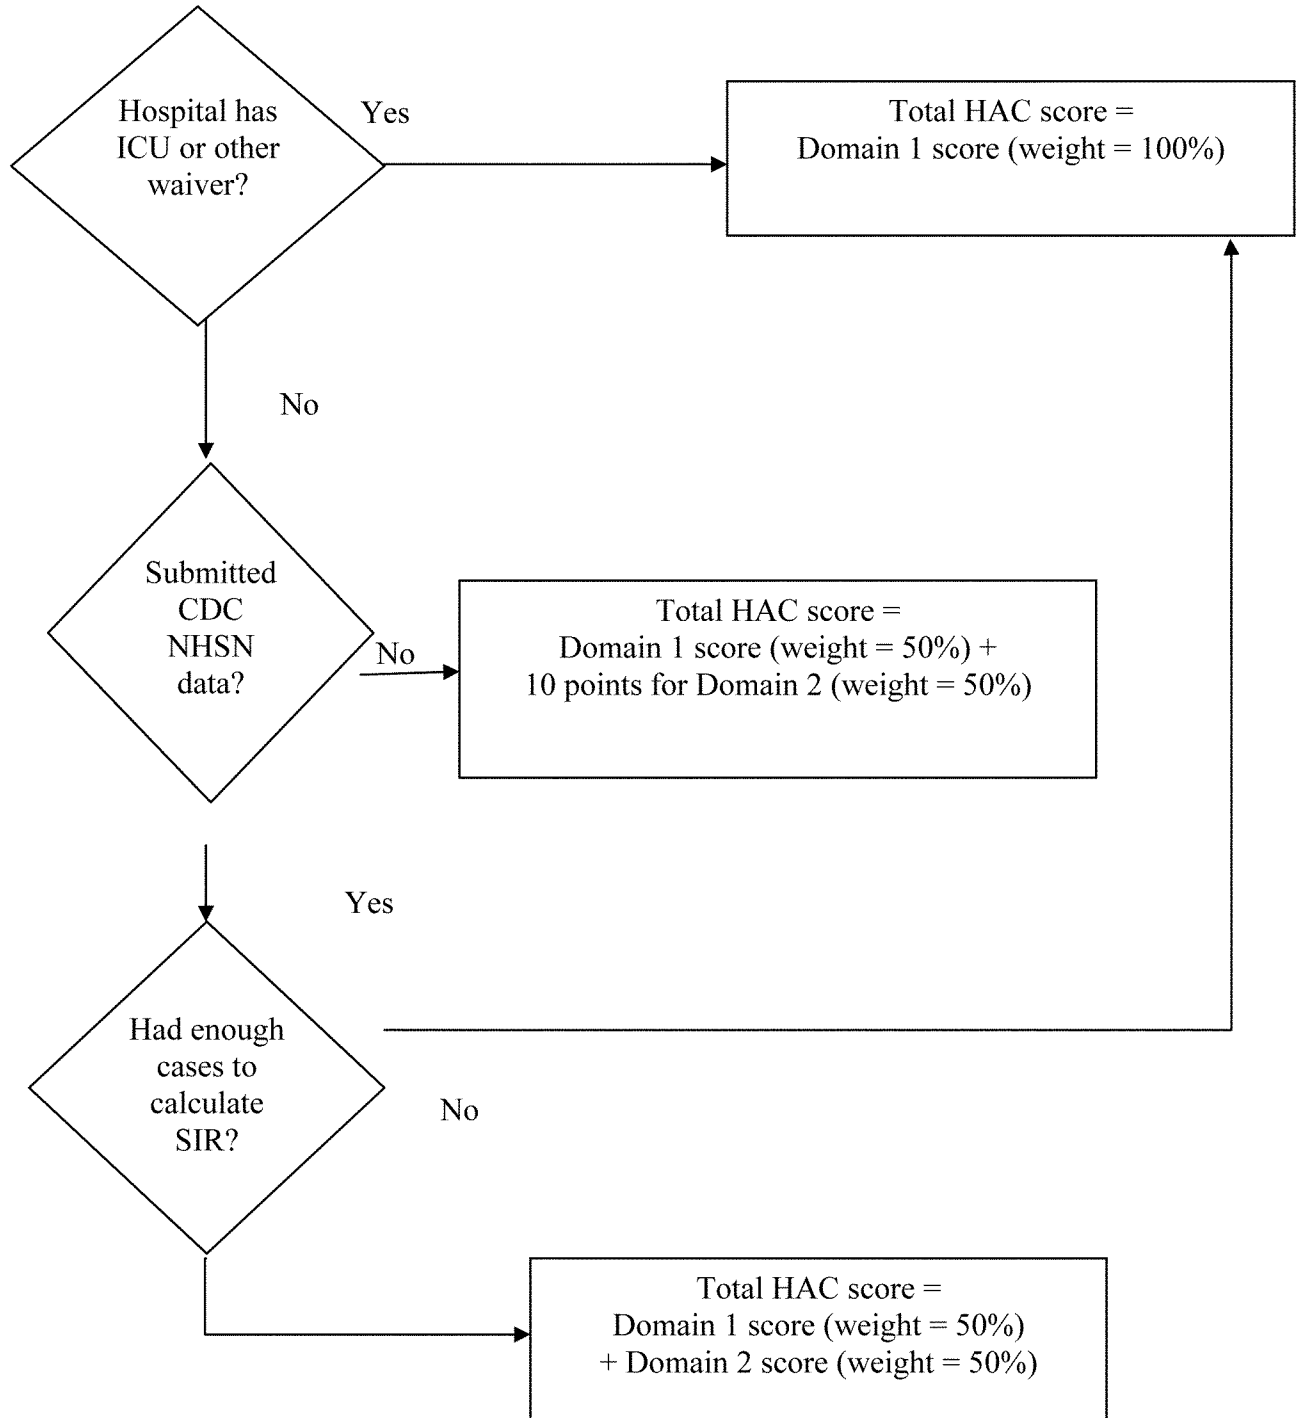 Hospital has
ICU or other
waiver?
Yes
Total HAC score =
Domain 1 score (weight = 100%)
No
Submitted
CDC
NHSN
data?
No
Total HAC score =
Domain 1 score (weight = 50%) +
10 points for Domain 2 (weight = 50%)
Yes
Had enough
cases to
calculate
SIR?
No
Total HAC score =
Domain 1 score (weight = 50%)
+ Domain 2 score (weight = 50%)